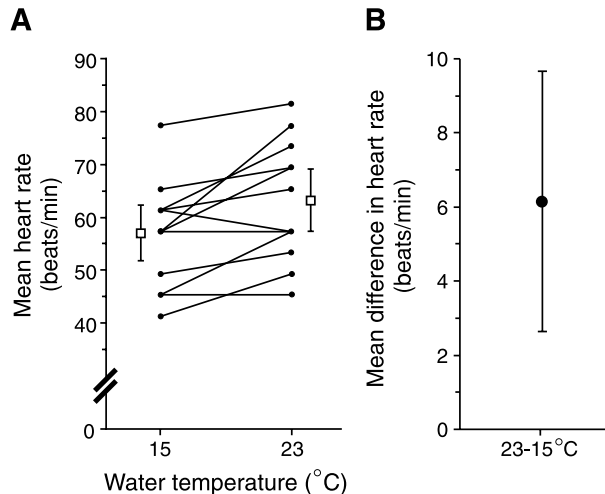 A
Mean heart rate
(beats/min)
90
80
70
60
50
40
0
15
23
Water temperature (°C)
B
Mean difference in heart rate
(beats/min)
10
8
6
4
2
0
23-15°C